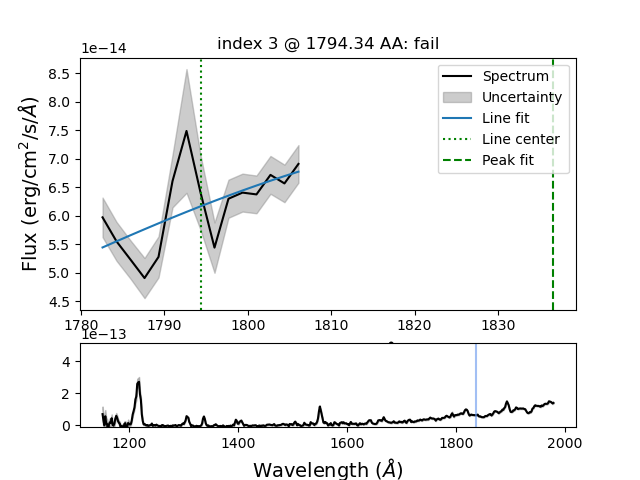 index 3 @ 1794.34 AA: fail
1e−14
8.5
8.0
7.5
7.0
6.5
6.0
5.5
5.0
4.5
Flux (erg/cm²/s/Å)
Spectrum
Uncertainty
Line fit
Line center
Peak fit
1780 1790 1800 1810 1820 1830
1e−13
4
2
0
1200 1400 1600 1800 2000
Wavelength (Å)